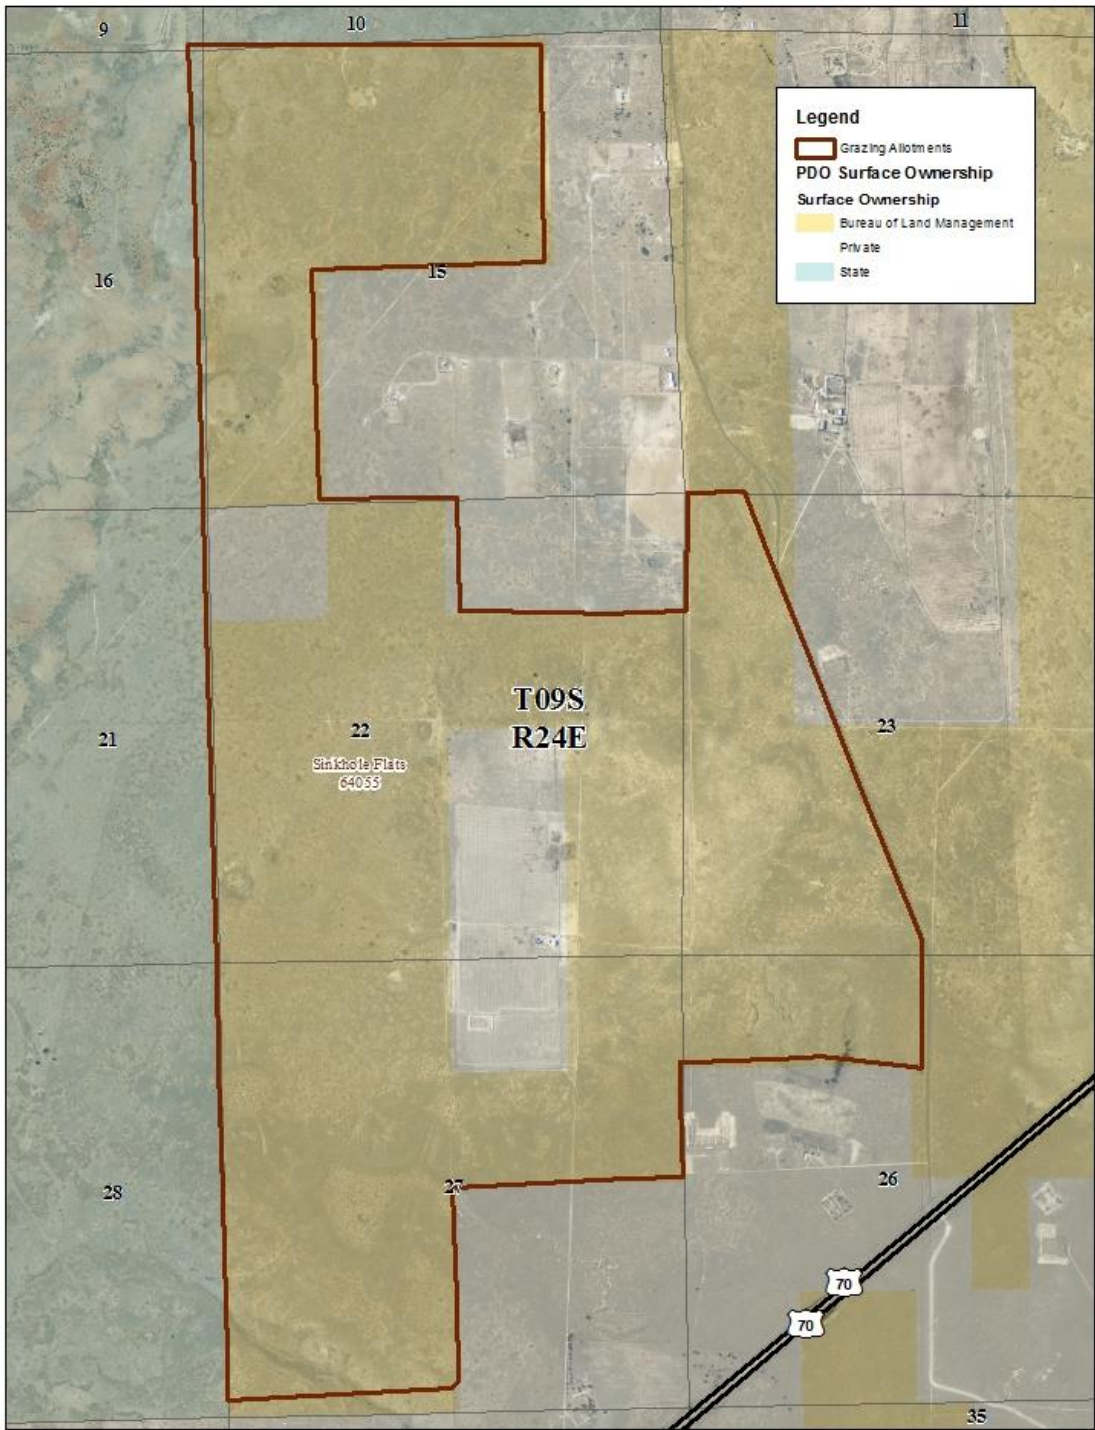 9
10
11
Legend
Grazing Allotments
PDO Surface Ownership
Surface Ownership
Bureau of Land Management
Private
State
16
15
T09S
R24E
21
22
23
Sinkhole Flats
64055
28
27
26
70
70
35